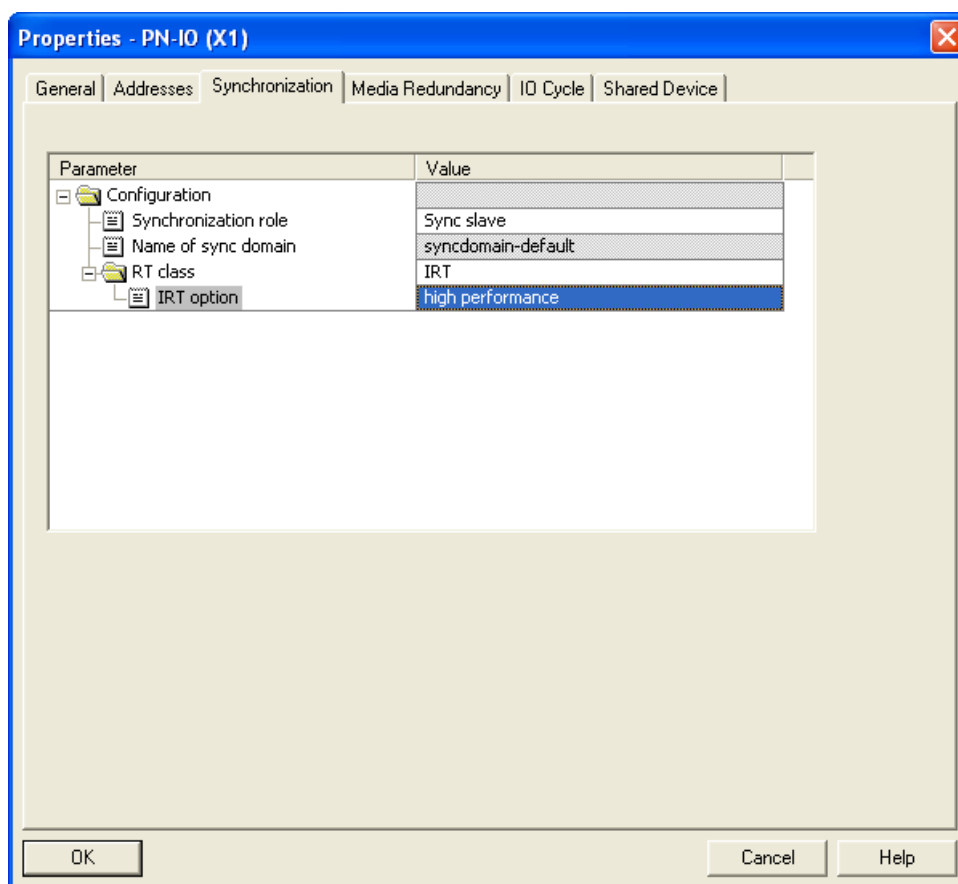 Properties - PN-IO (X1)
General Addresses Synchronization Media Redundancy IO Cycle Shared Device
Parameter Value
Configuration
Synchronization role Sync slave
Name of sync domain syncdomain-default
RT class IRT
IRT option high performance
OK Cancel Help